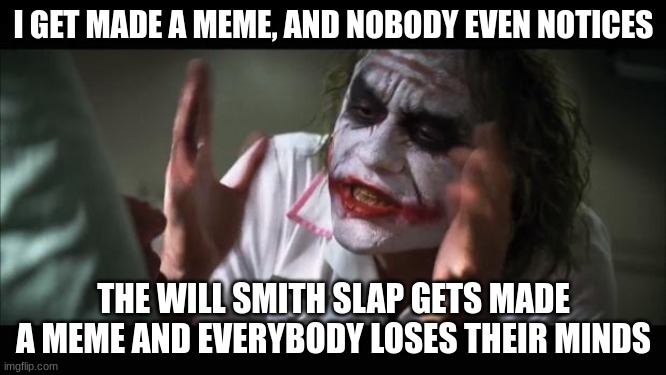 I GET MADE A MEME, AND NOBODY EVEN NOTICES
THE WILL SMITH SLAP GETS MADE
A MEME AND EVERYBODY LOSES THEIR MINDS
imgflip.com